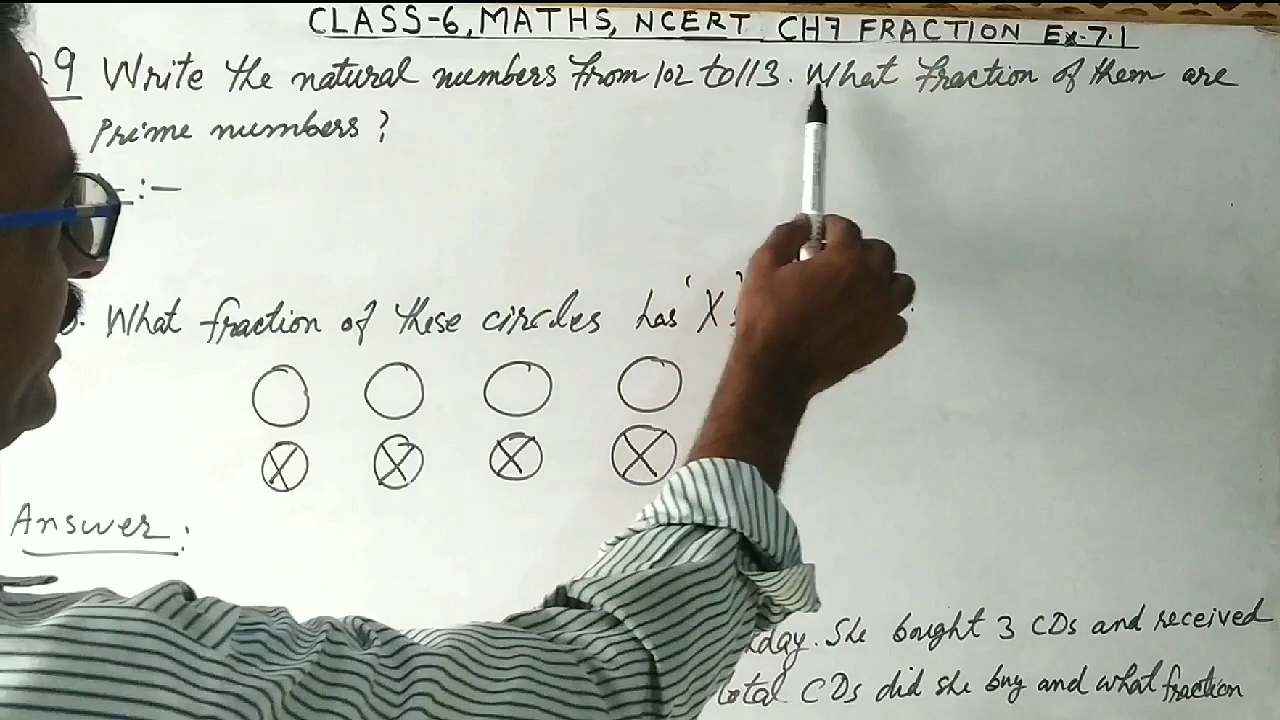 CLASS-6, MATHS, NCERT CH7 FRACTION Ex-7.1
9 Write the natural numbers from 102 to 113. What fraction of them are
Prime numbers?
What fraction of these circles has 'X's
Answer:
She bought 3 CDs and received
total CDs did she buy and what fraction